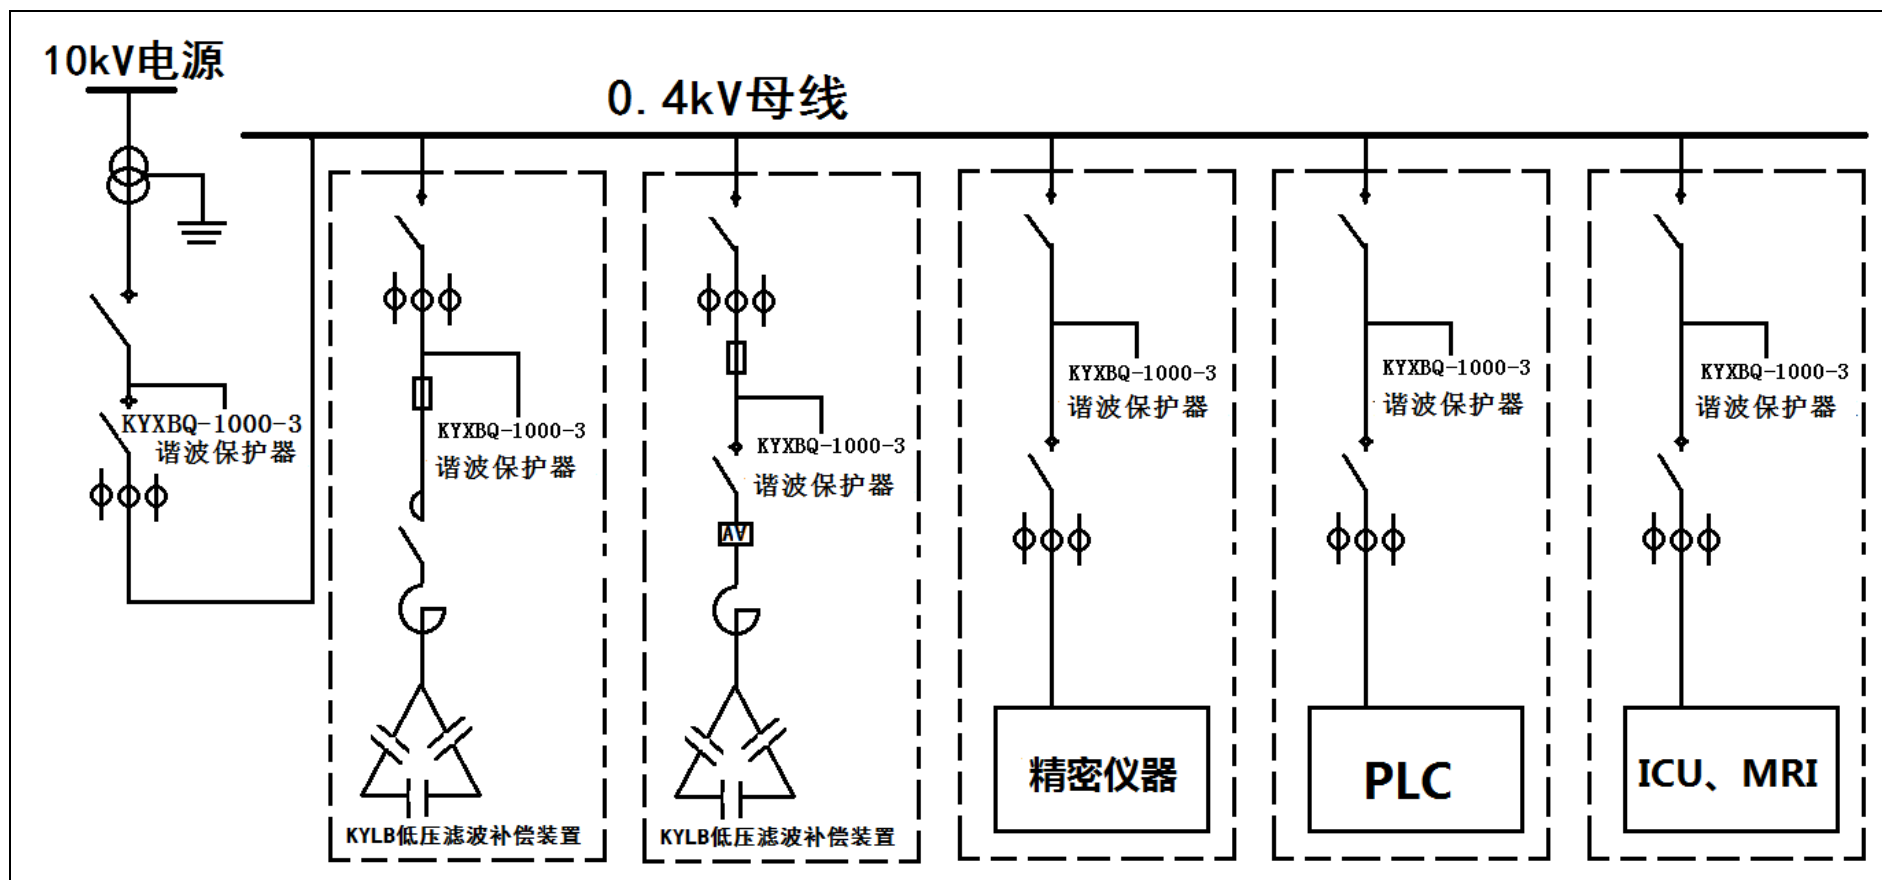 10kV电源
0.4kV母线
KYXBQ-1000-3
谐波保护器
KYXBQ-1000-3
谐波保护器
KYLB低压滤波补偿装置
KYXBQ-1000-3
谐波保护器
AV
KYLB低压滤波补偿装置
KYXBQ-1000-3
谐波保护器
精密仪器
KYXBQ-1000-3
谐波保护器
PLC
KYXBQ-1000-3
谐波保护器
ICU、MRI